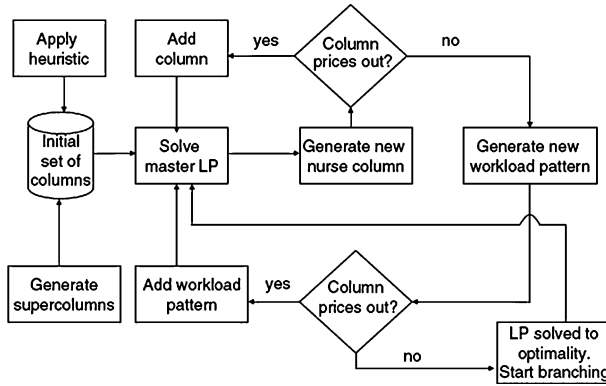 Apply
heuristic
Add
column
yes
Column
prices out?
no
Initial
set of
columns
Solve
master LP
Generate new
nurse column
Generate new
workload pattern
Generate
supercolumns
Add workload
pattern
yes
Column
prices out?
no
LP solved to
optimality.
Start branching